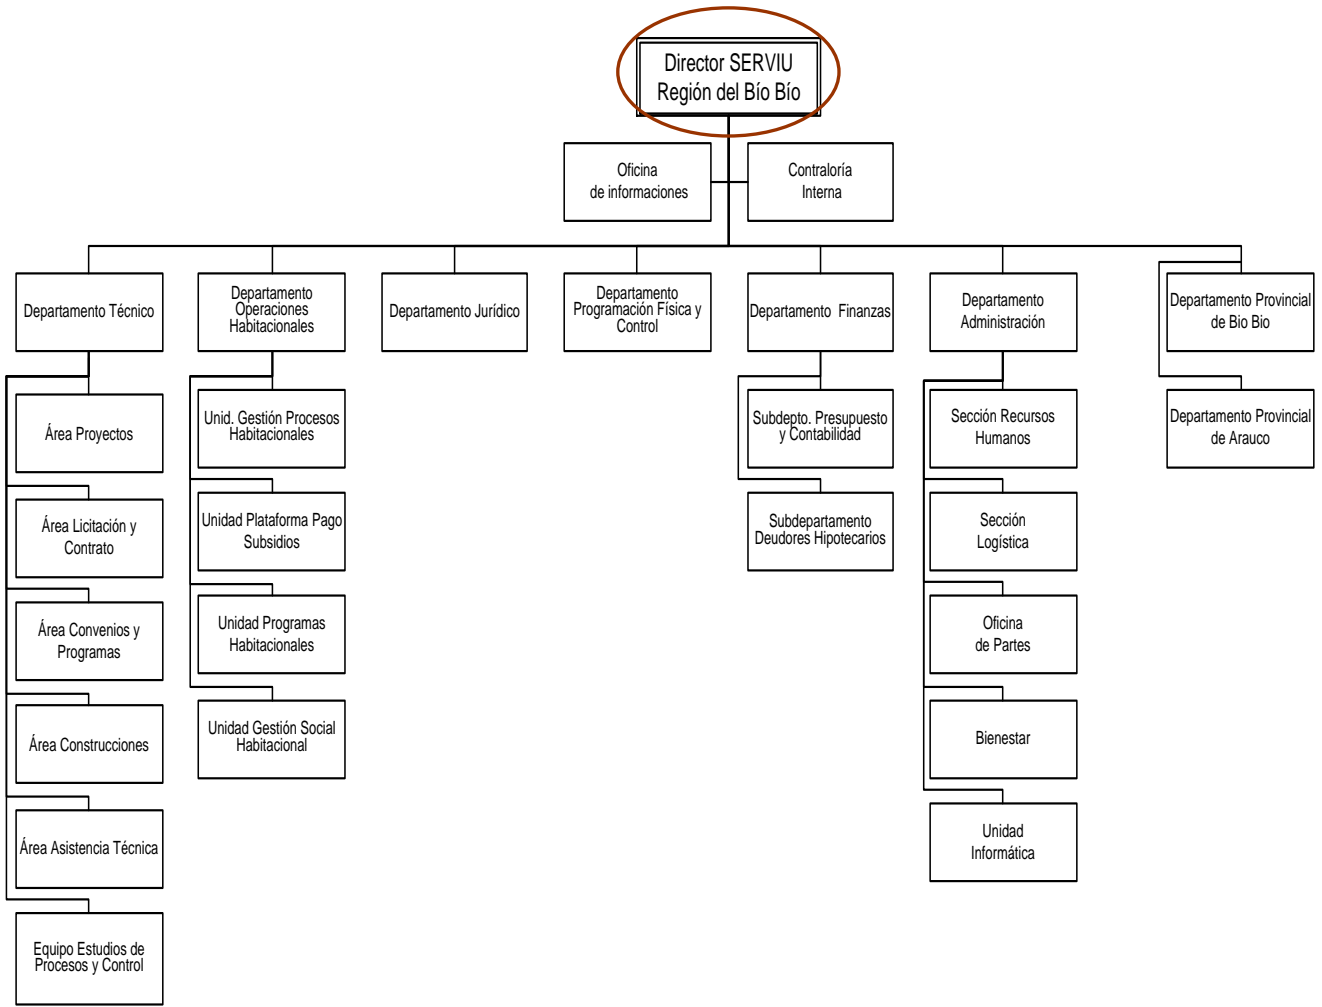 Director SERVIU
Región del Bío Bío
Oficina
de informaciones
Contraloría
Interna
Departamento Técnico
Departamento
Operaciones
Habitacionales
Departamento Jurídico
Departamento
Programación Física y
Control
Departamento  Finanzas
Departamento
Administración
Departamento Provincial
de Bio Bio
Área Proyectos
Área Licitación y
Contrato
Área Convenios y
Programas
Área Construcciones
Área Asistencia Técnica
Equipo Estudios de
Procesos y Control
Unid. Gestión Procesos
Habitacionales
Unidad Plataforma Pago
Subsidios
Unidad Programas
Habitacionales
Unidad Gestión Social
Habitacional
Subdepto. Presupuesto
y Contabilidad
Subdepartamento
Deudores Hipotecarios
Sección Recursos
Humanos
Sección
Logística
Oficina
de Partes
Bienestar
Unidad
Informática
Departamento Provincial
de Arauco